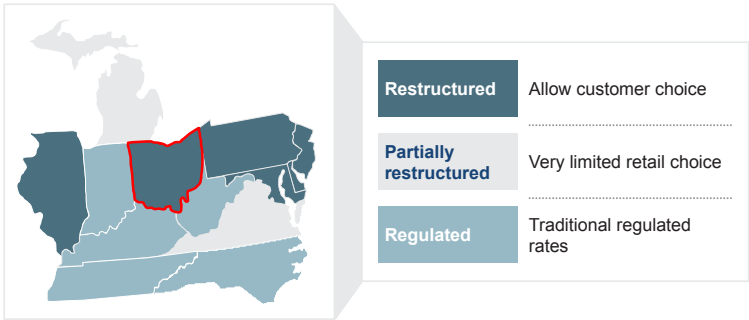 Restructured
Allow customer choice
Partially
restructured
Very limited retail choice
Regulated
Traditional regulated
rates